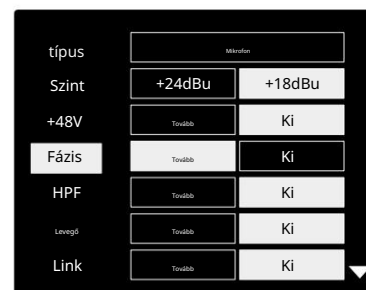 típus Mikrofon
Szint +24dBu +18dBu
+48V Tovább Ki
Fázis Tovább Ki
HPF Tovább Ki
Levegő Tovább Ki
Link Tovább Ki